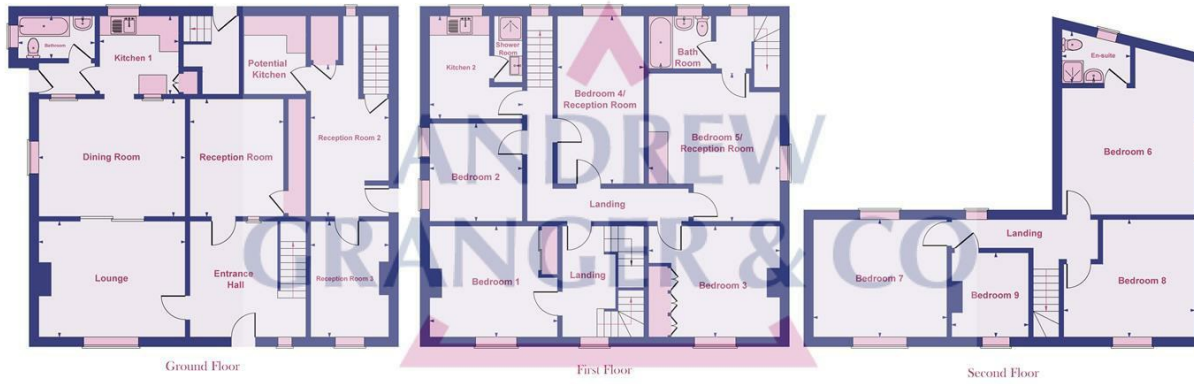 Bathroom
Kitchen 1
Potential
Kitchen
Dining Room
Reception Room
Reception Room 2
Lounge
Entrance
Hall
Reception Room 3
Ground Floor
Kitchen 2
Shower
Room
Bedroom 4/
Reception Room
Bath
Room
Bedroom 5/
Reception Room
Bedroom 2
Landing
Bedroom 1
Landing
Bedroom 3
First Floor
En-suite
Bedroom 6
Landing
Bedroom 7
Bedroom 9
Bedroom 8
Second Floor
ANDREW
GRANGER & CO